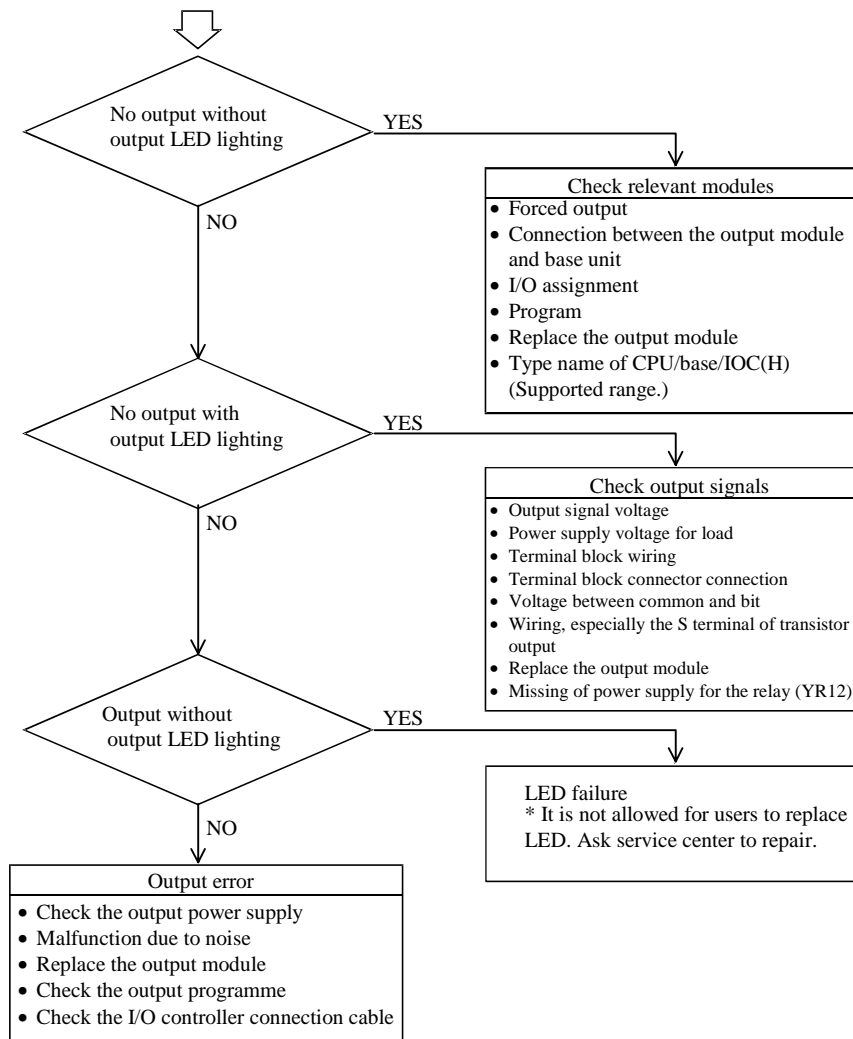 No output without
output LED lighting
YES
NO
Check relevant modules
• Forced output
• Connection between the output module
and base unit
• I/O assignment
• Program
• Replace the output module
• Type name of CPU/base/IOC(H)
(Supported range.)
No output with
output LED lighting
YES
NO
Check output signals
• Output signal voltage
• Power supply voltage for load
• Terminal block wiring
• Terminal block connector connection
• Voltage between common and bit
• Wiring, especially the S terminal of transistor
output
• Replace the output module
• Missing of power supply for the relay (YR12)
Output without
output LED lighting
YES
NO
LED failure
* It is not allowed for users to replace
LED. Ask service center to repair.
Output error
• Check the output power supply
• Malfunction due to noise
• Replace the output module
• Check the output programme
• Check the I/O controller connection cable